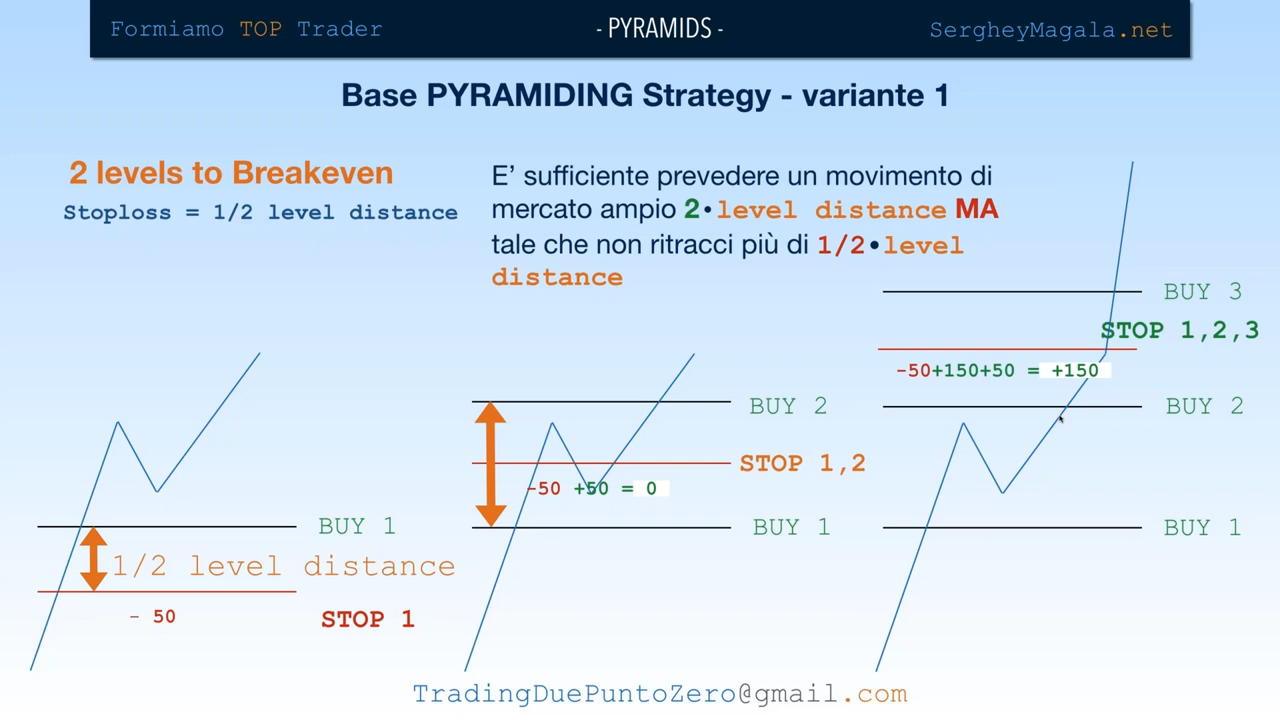 Formiamo TOP Trader
- PYRAMIDS -
SergheyMagala.net
Base PYRAMIDING Strategy - variante 1
2 levels to Breakeven
Stoploss = 1/2 level distance
E’ sufficiente prevedere un movimento di
mercato ampio 2•level distance MA
tale che non ritracci più di 1/2•level
distance
BUY 1
1/2 level distance
- 50
STOP 1
BUY 2
STOP 1,2
-50 +50 = 0
BUY 1
BUY 3
STOP 1,2,3
-50+150+50 = +150
BUY 2
BUY 1
TradingDuePuntoZero@gmail.com